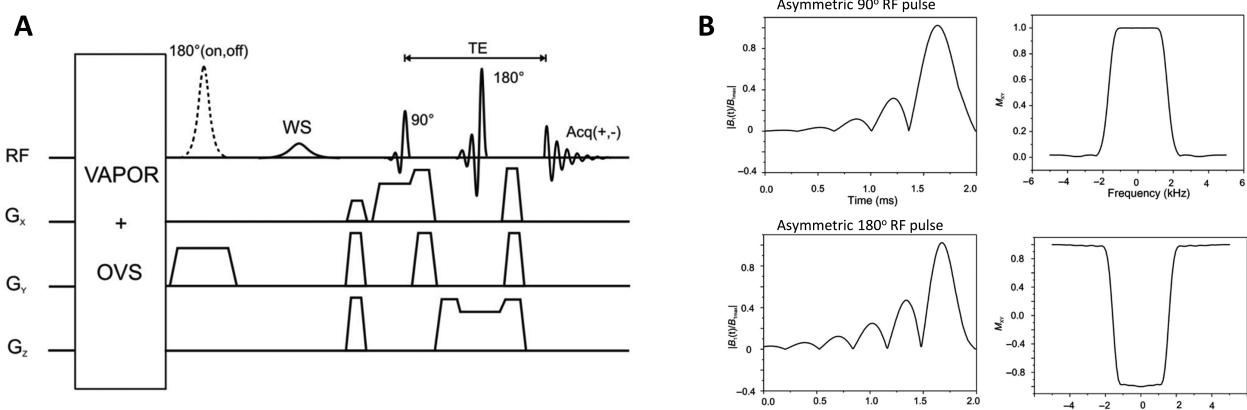 A
180°(on,off)
WS
90°
TE
180°
Acq(+,-)
RF
VAPOR
+
OVS
GX
GY
GZ
B
Asymmetric 90o RF pulse
|B1(t)/B1max|
0.8
0.4
0
−0.4
0.0 0.5 1.0 1.5 2.0
Time (ms)
MXY
1.0
0.8
0.6
0.4
0.2
0.0
−6 −4 −2 0 2 4 6
Frequency (kHz)
Asymmetric 180o RF pulse
|B1(t)/B1max|
0.8
0.4
0
−0.4
0.0 0.5 1.0 1.5 2.0
MXY
0.8
0.4
0.0
−0.4
−0.8
−4 −2 0 2 4